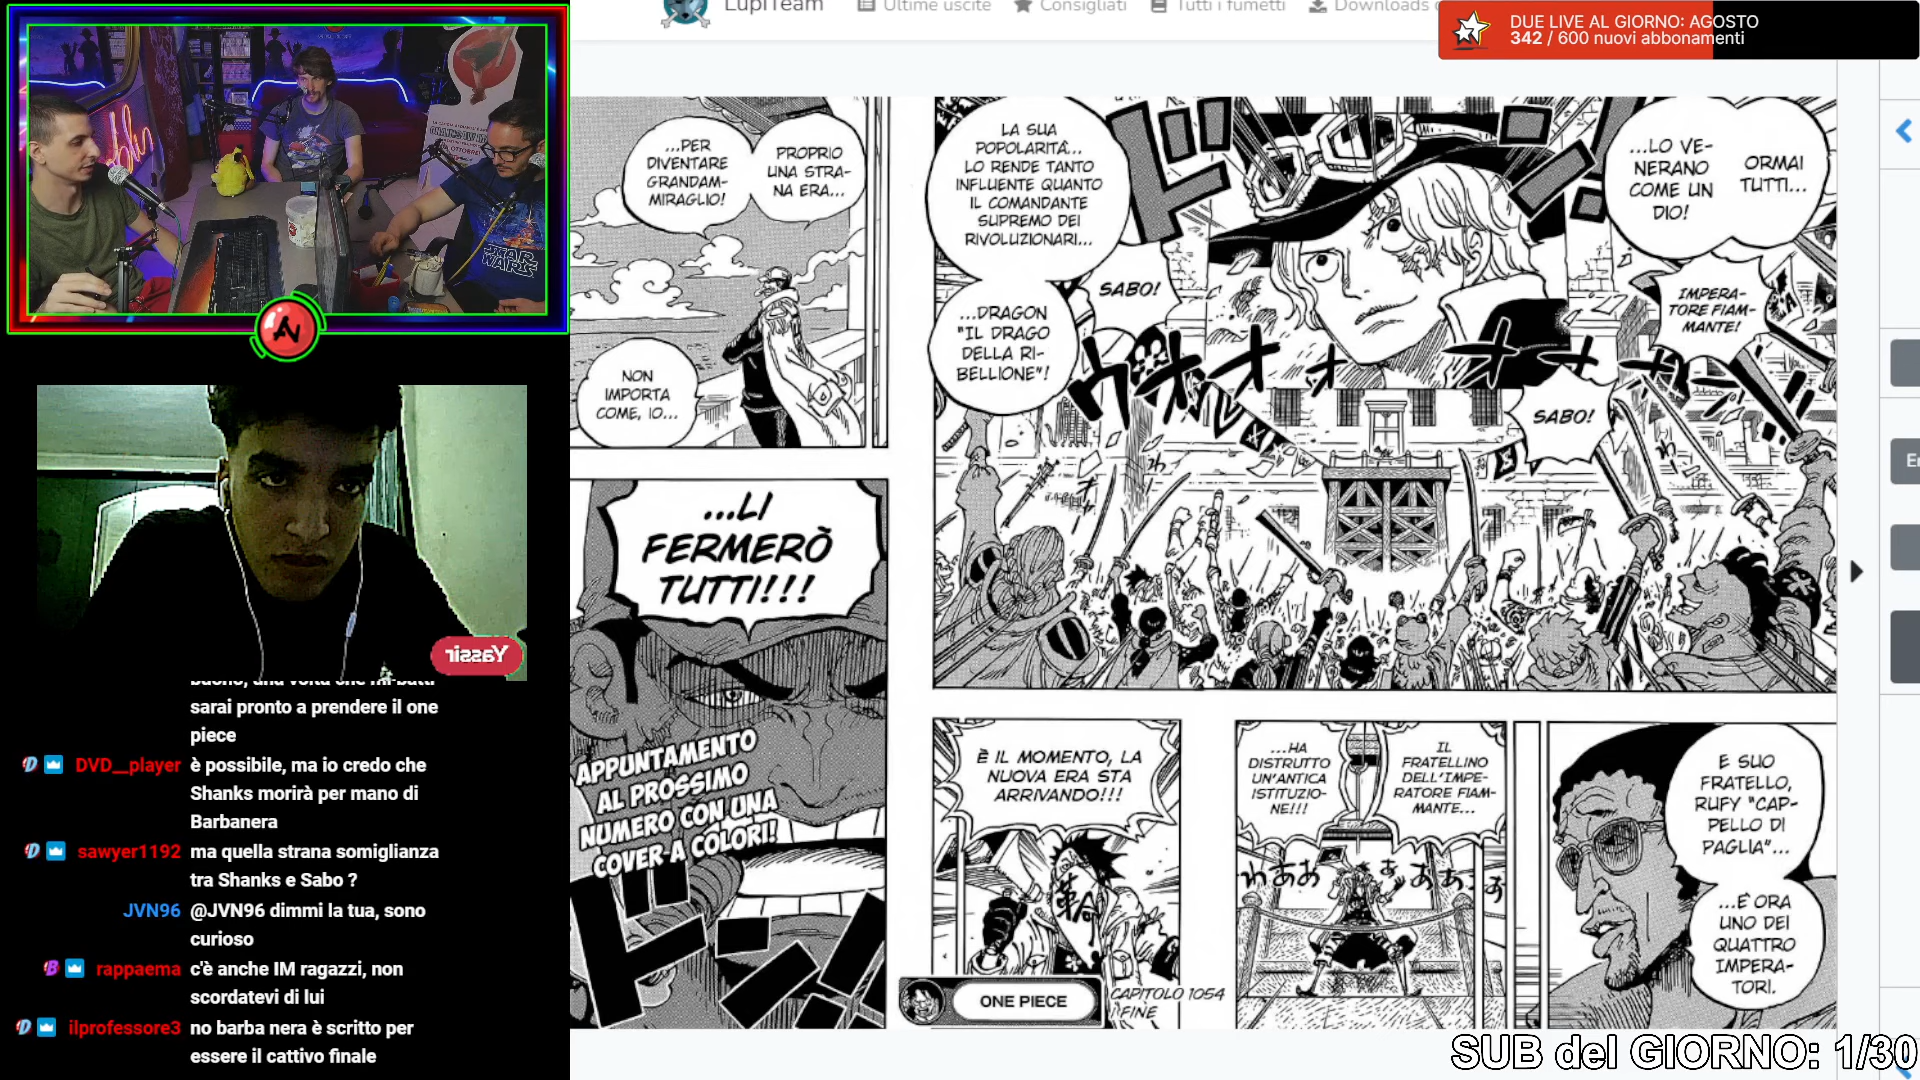 LupiTeam
Ultime uscite
Consigliati
Tutti i fumetti
Downloads
DUE LIVE AL GIORNO: AGOSTO
342 / 600 nuovi abbonamenti
STAR
WARS
Yassir
sarai pronto a prendere il one
piece
DVD__player è possibile, ma io credo che
Shanks morirà per mano di
Barbanera
sawyer1192 ma quella strana somiglianza
tra Shanks e Sabo ?
JVN96 @JVN96 dimmi la tua, sono
curioso
rappaema c'è anche IM ragazzi, non
scordatevi di lui
ilprofessore3 no barba nera è scritto per
essere il cattivo finale
ORMAI
TUTTI...
...LO VE-
NERANO
COME UN
DIO!
IMPERA-
TORE FIAM-
MANTE!
SABO!
SABO!
LA SUA
POPOLARITÀ...
LO RENDE TANTO
INFLUENTE QUANTO
IL COMANDANTE
SUPREMO DEI
RIVOLUZIONARI...
...DRAGON
"IL DRAGO
DELLA RI-
BELLIONE"!
E SUO
FRATELLO,
RUFY "CAP-
PELLO DI
PAGLIA"...
...È ORA
UNO DEI
QUATTRO
IMPERA-
TORI.
IL
FRATELLINO
DELL'IMPE-
RATORE FIAM-
MANTE...
...HA
DISTRUTTO
UN'ANTICA
ISTITUZIO-
NE!!!
È IL MOMENTO, LA
NUOVA ERA STA
ARRIVANDO!!!
革命
PROPRIO
UNA STRA-
NA ERA...
...PER
DIVENTARE
GRANDAM-
MIRAGLIO!
NON
IMPORTA
COME, IO...
...LI
FERMERÒ
TUTTI!!!
APPUNTAMENTO
AL PROSSIMO
NUMERO CON UNA
COVER A COLORI!
ONE PIECE
CAPITOLO 1054
FINE
SUB del GIORNO: 1/30